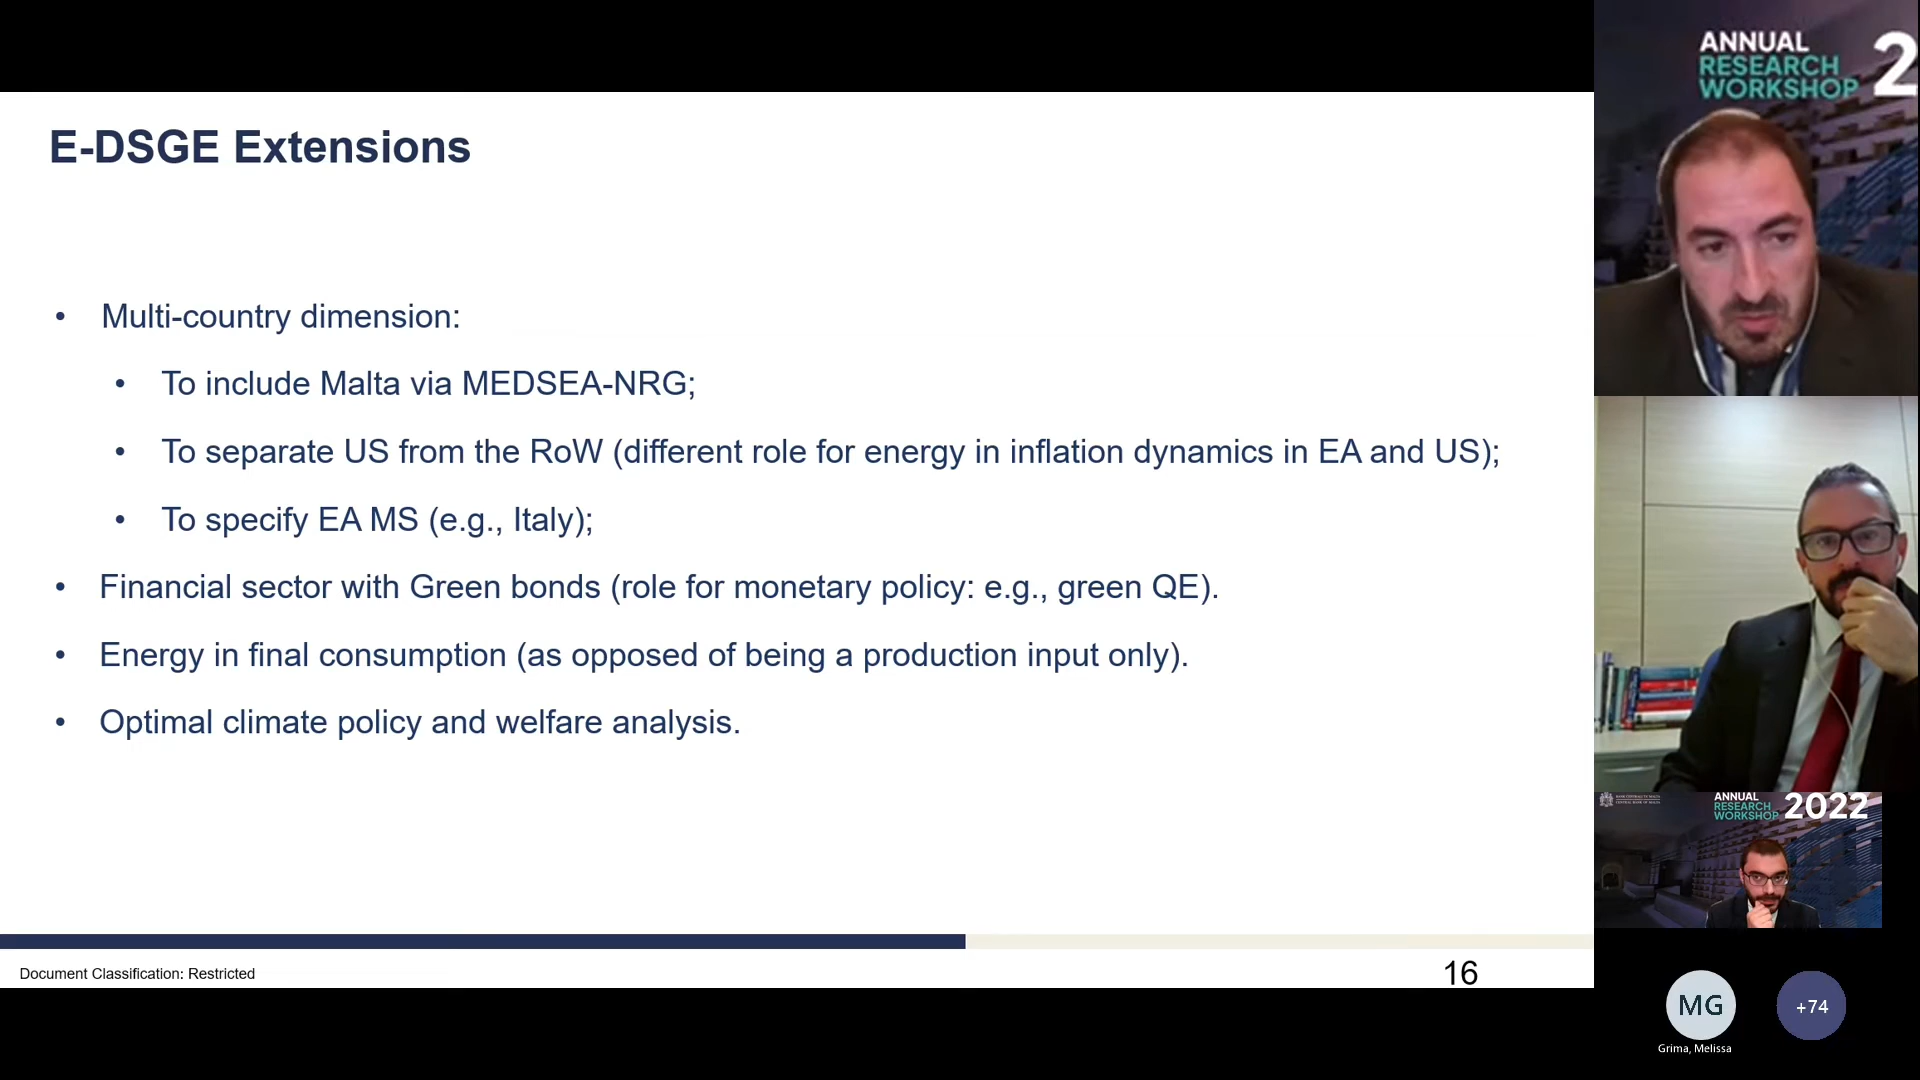 E-DSGE Extensions
• Multi-country dimension:
• To include Malta via MEDSEA-NRG;
• To separate US from the RoW (different role for energy in inflation dynamics in EA and US);
• To specify EA MS (e.g., Italy);
• Financial sector with Green bonds (role for monetary policy: e.g., green QE).
• Energy in final consumption (as opposed of being a production input only).
• Optimal climate policy and welfare analysis.
Document Classification: Restricted
16
ANNUAL
RESEARCH
WORKSHOP 2
ANNUAL
RESEARCH
WORKSHOP 2022
MG
+74
Grima, Melissa